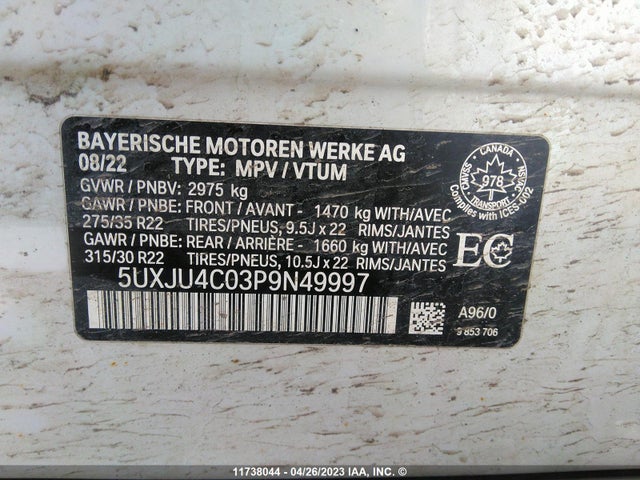 BAYERISCHE MOTOREN WERKE AG
08/22 TYPE: MPV / VTUM
GVWR / PNBV: 2975 kg
GAWR / PNBE: FRONT / AVANT - 1470 kg WITH/AVEC
275/35 R22 TIRES/PNEUS, 9.5J x 22 RIMS/JANTES
GAWR / PNBE: REAR / ARRIÈRE - 1660 kg WITH/AVEC
315/30 R22 TIRES/PNEUS, 10.5J x 22 RIMS/JANTES
5UXJU4C03P9N49997
CANADA
CMVSS
NSVAC
978
TRANSPORT
Complies with ICES-002
EC
A96/0
9 853 706
11738044 - 04/26/2023 IAA, Inc. ©